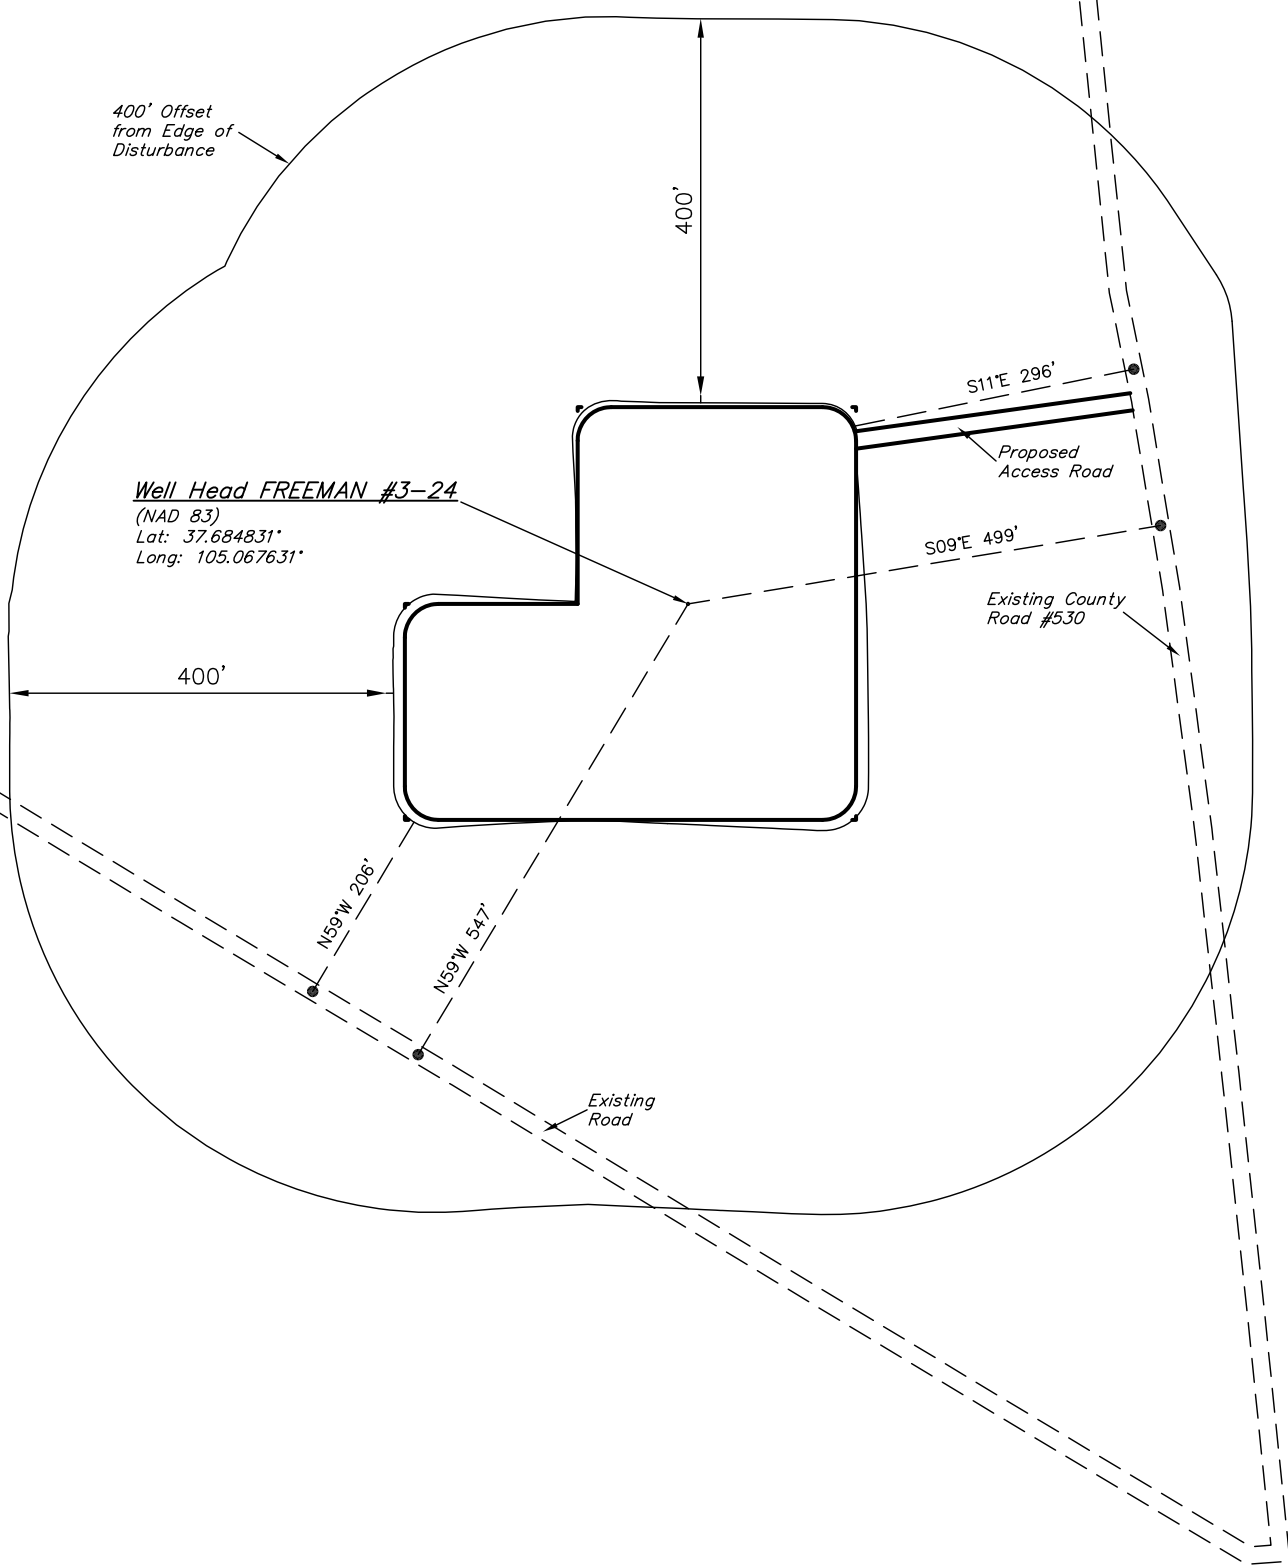 400' Offset
from Edge of
Disturbance
400'
S11°E 296'
Proposed
Access Road
Well Head FREEMAN #3-24
(NAD 83)
Lat: 37.684831°
Long: 105.067631°
S09°E 499'
Existing County
Road #530
400'
N59°W 206'
N59°W 547'
Existing
Road